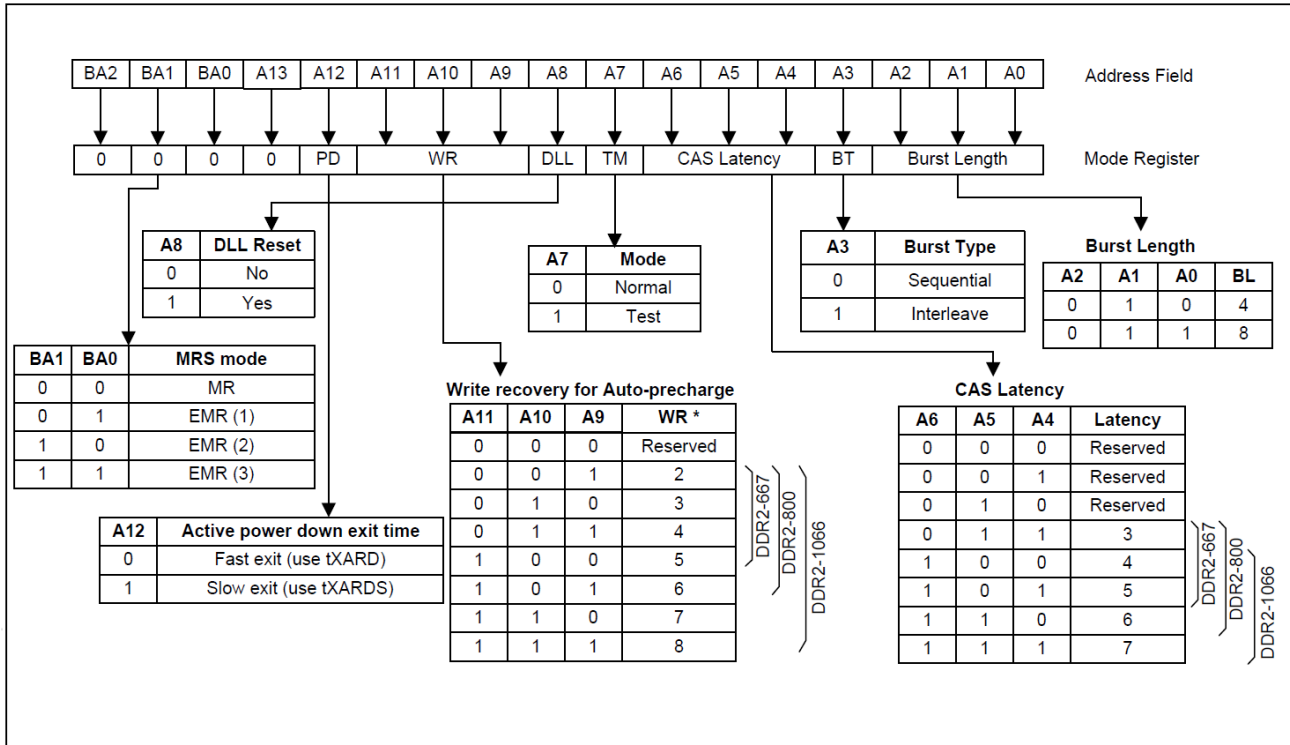 BA2 BA1 BA0 A13 A12 A11 A10 A9 A8 A7 A6 A5 A4 A3 A2 A1 A0 Address Field
0 0 0 0 PD WR DLL TM CAS Latency BT Burst Length Mode Register
A8 DLL Reset
0 No
1 Yes
A7 Mode
0 Normal
1 Test
A3 Burst Type
0 Sequential
1 Interleave
Burst Length
A2 A1 A0 BL
0 1 0 4
0 1 1 8
BA1 BA0 MRS mode
0 0 MR
0 1 EMR (1)
1 0 EMR (2)
1 1 EMR (3)
A12 Active power down exit time
0 Fast exit (use tXARD)
1 Slow exit (use tXARDS)
Write recovery for Auto-precharge
A11 A10 A9 WR *
0 0 0 Reserved
0 0 1 2
0 1 0 3
0 1 1 4
1 0 0 5
1 0 1 6
1 1 0 7
1 1 1 8
DDR2-667
DDR2-800
DDR2-1066
CAS Latency
A6 A5 A4 Latency
0 0 0 Reserved
0 0 1 Reserved
0 1 0 Reserved
0 1 1 3
1 0 0 4
1 0 1 5
1 1 0 6
1 1 1 7
DDR2-667
DDR2-800
DDR2-1066